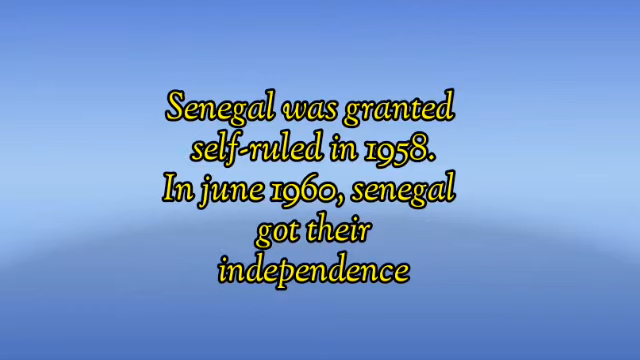 Senegal was granted
self-ruled in 1958.
In june 1960, senegal
got their
independence